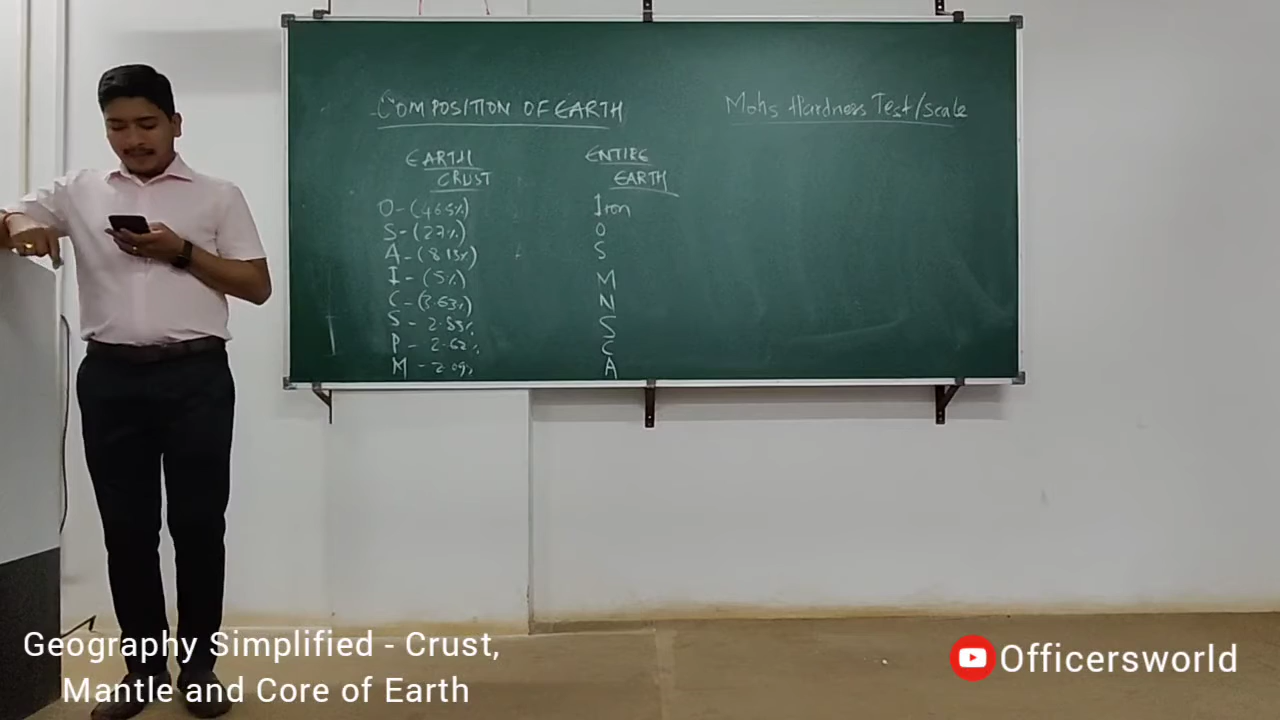 COMPOSITION OF EARTH
EARTH
CRUST
O - (46.5%)
S - (27%)
A - (8.13%)
I - (5%)
C - (3.63%)
S - 2.83%
P - 2.62%
M - 2.09%
ENTIRE
EARTH
Iron
O
S
M
N
S
C
A
Mohs Hardness Test/scale
Geography Simplified - Crust,
Mantle and Core of Earth
Officersworld